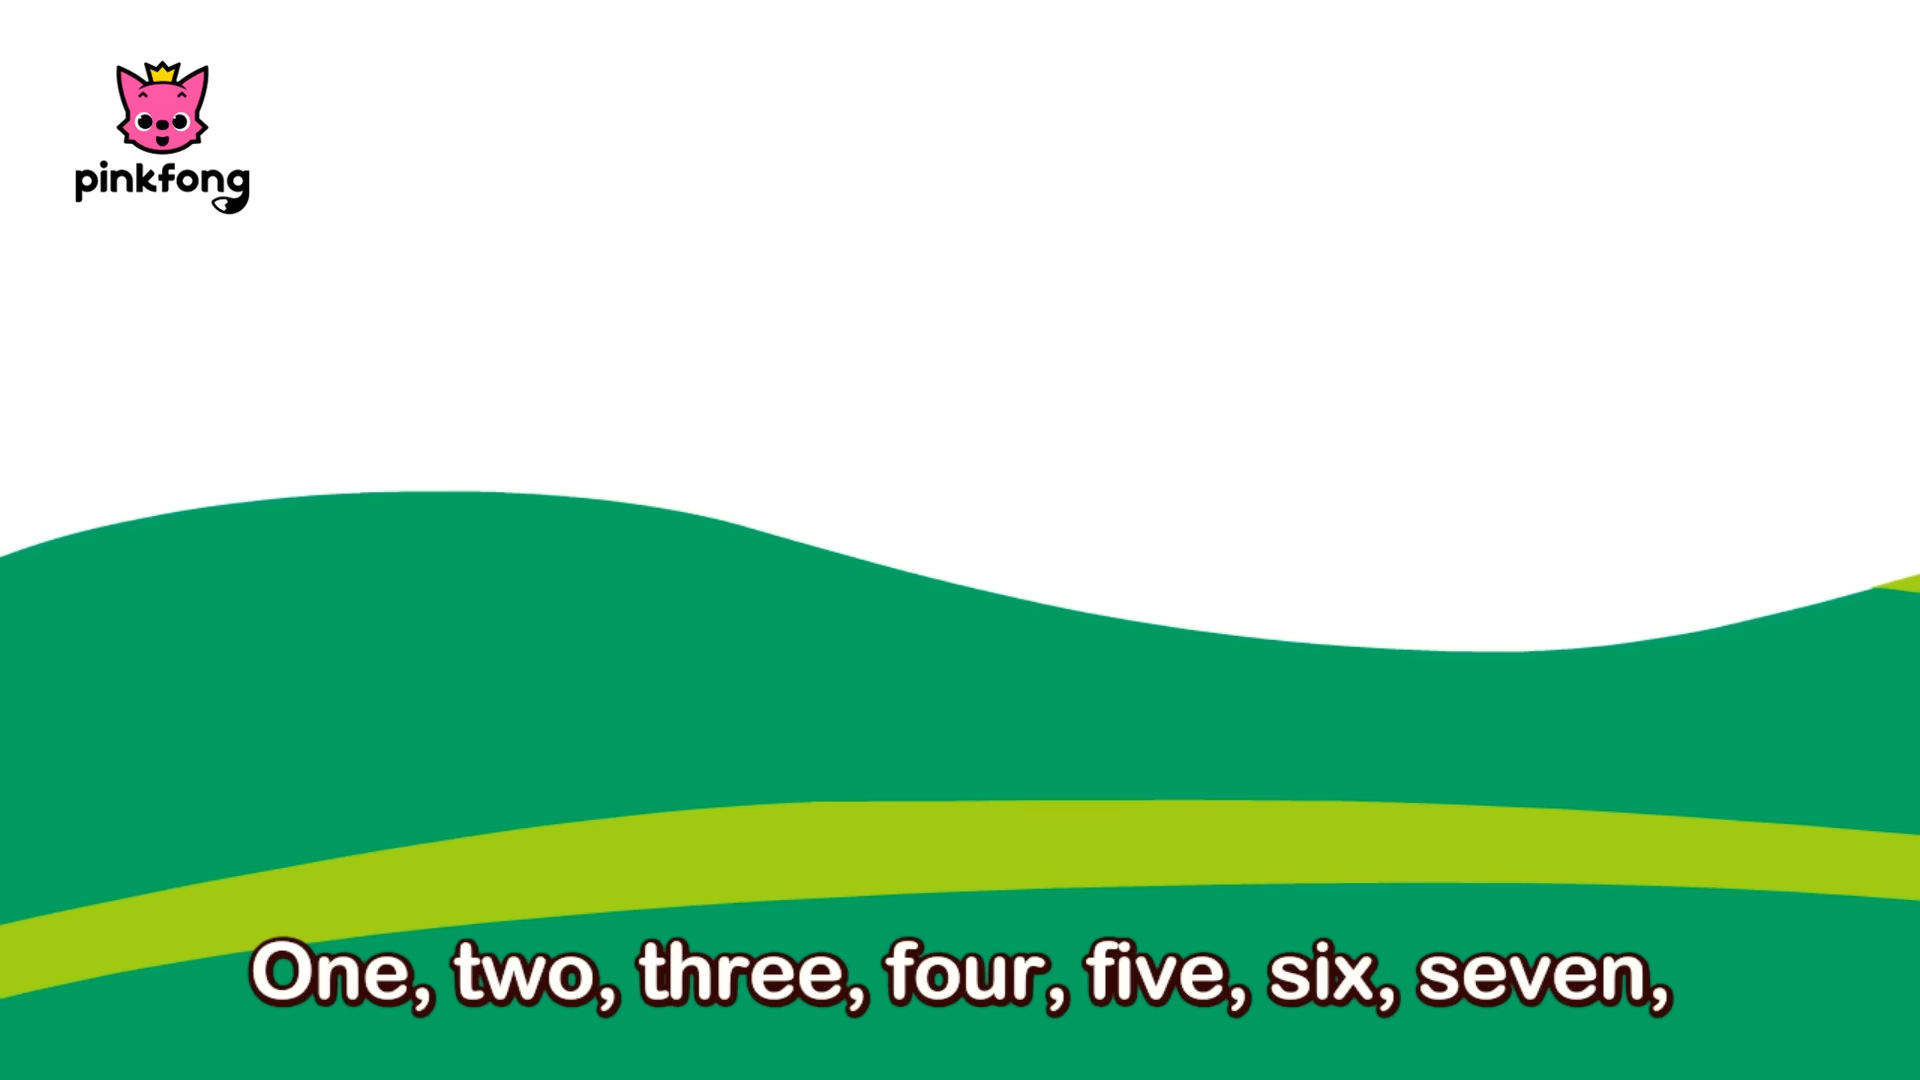 pinkfong
One, two, three, four, five, six, seven,